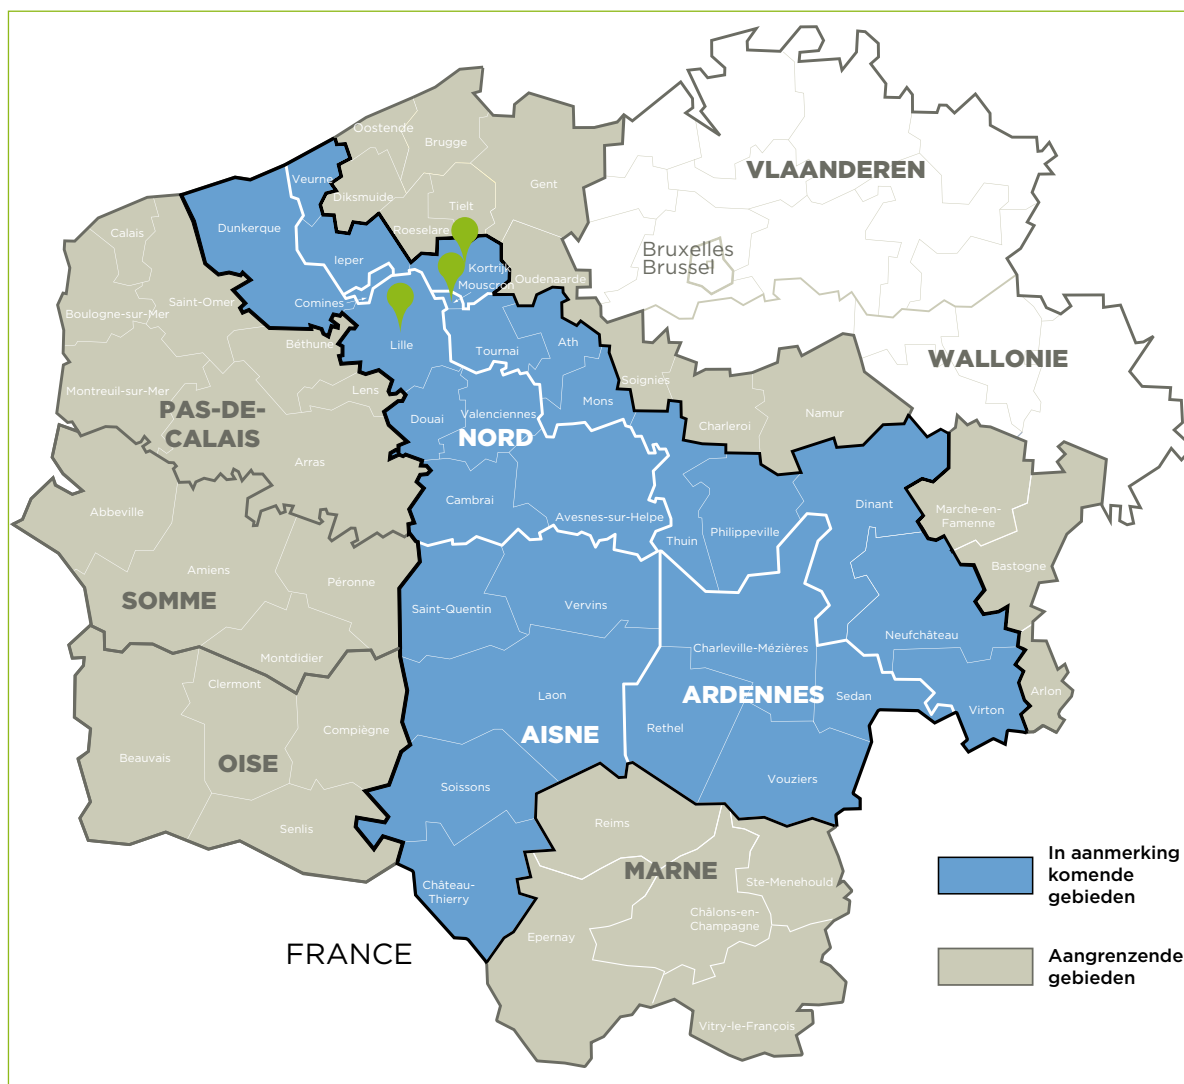 Oostende
Brugge
Veurne
Diksmuide
Gent
VLAANDEREN
Tielt
Dunkerque
Calais
Roeselare
Ieper
Bruxelles
Brussel
Kortrijk
Oudenaarde
Mouscron
Saint-Omer
Comines
Boulogne-sur-Mer
Béthune
Lille
Tournai
Ath
WALLONIE
Soignies
Montreuil-sur-Mer
Lens
Mons
Namur
PAS-DE-
CALAIS
Douai
Valenciennes
Charleroi
NORD
Arras
Cambrai
Dinant
Abbeville
Avesnes-sur-Helpe
Marche-en-
Famenne
Philippeville
Thuin
Bastogne
Amiens
Péronne
SOMME
Saint-Quentin
Vervins
Neufchâteau
Charleville-Mézières
Montdidier
Clermont
Laon
ARDENNES
Sedan
Arlon
Virton
Compiègne
Rethel
AISNE
Beauvais
OISE
Vouziers
Soissons
Senlis
Reims
MARNE
Ste-Menehould
Château-
Thierry
Châlons-en-
Champagne
Epernay
FRANCE
Vitry-le-François
In aanmerking
komende
gebieden
Aangrenzende
gebieden